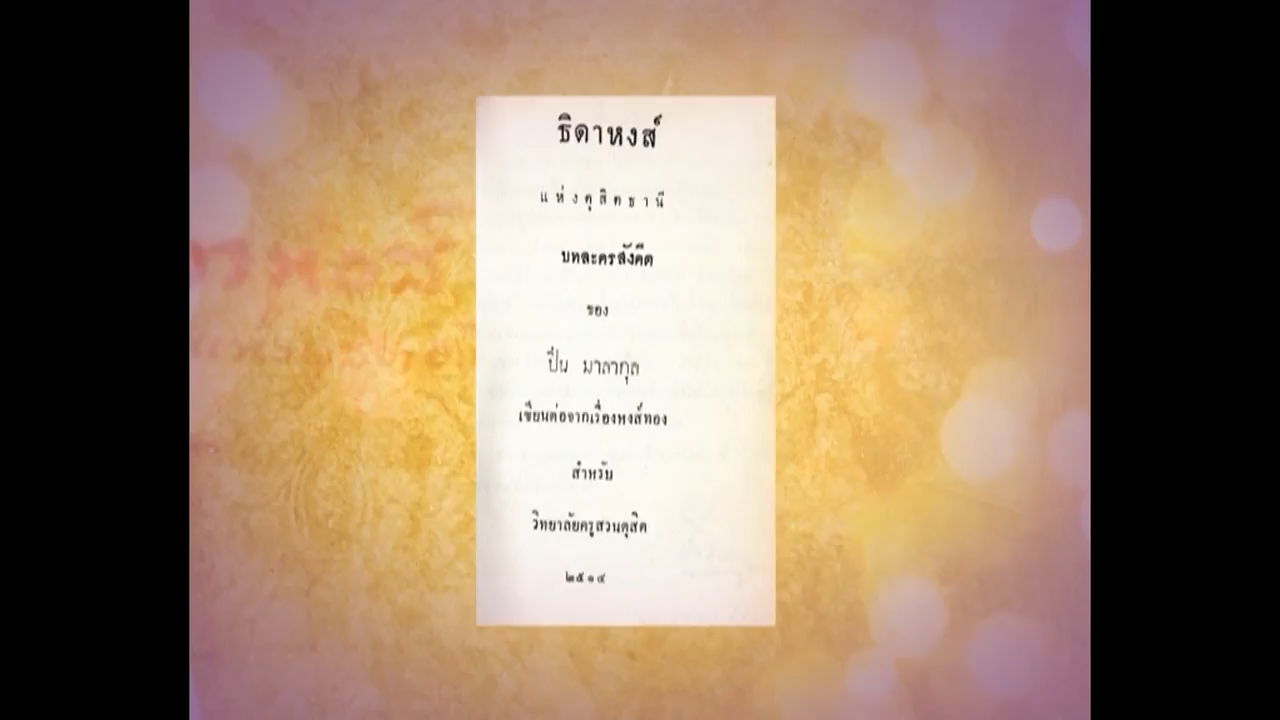 ธิดาหงส์
แห่งดุสิตธานี
บทละครสังคีต
ของ
ปิ่น มาลากุล
เขียนต่อจากเรื่องหงส์ทอง
สำหรับ
วิทยาลัยครูสวนดุสิต
๒๕๑๔